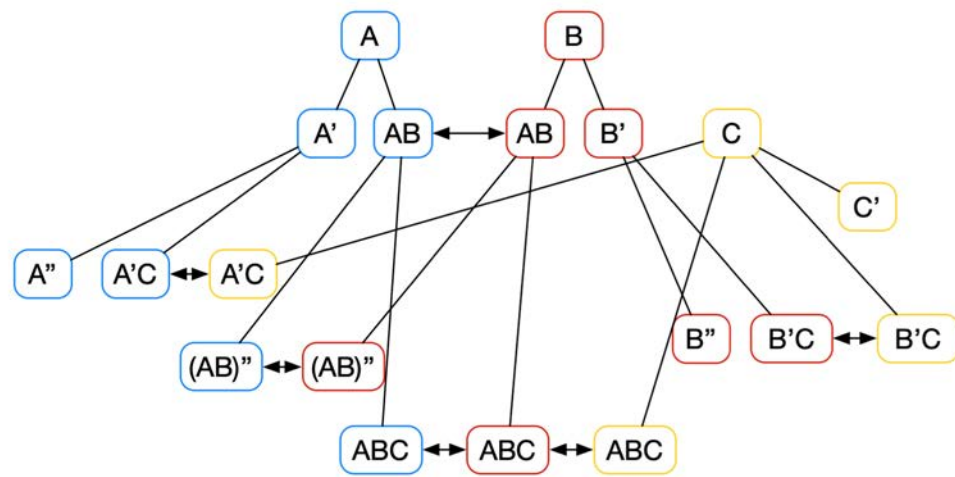 A B
A' AB AB B' C
C'
A" A'C A'C
(AB)" (AB)" B" B'C B'C
ABC ABC ABC